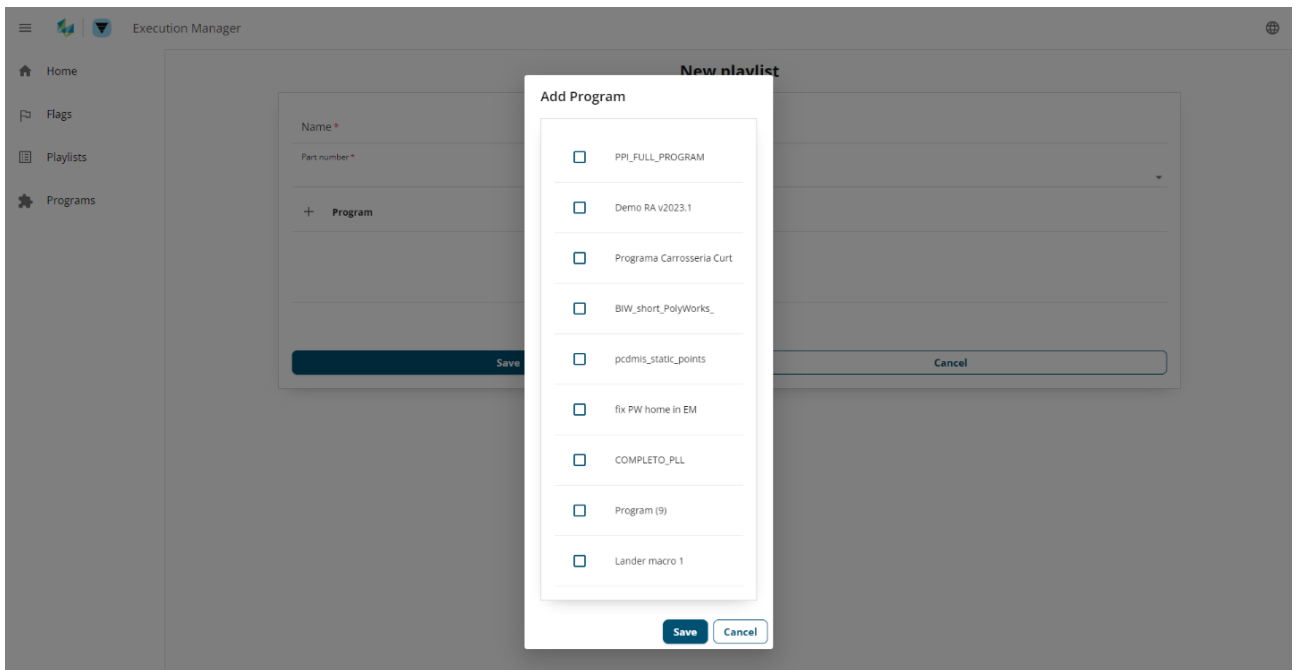 Execution Manager
Home
Flags
Playlists
Programs
New playlist
Name *
Part number *
+ Program
Save
Cancel
Add Program
PPI_FULL_PROGRAM
Demo RA v2023.1
Programa Carrosseria Curt
BIW_short_PolyWorks_
pcdmis_static_points
fix PW home in EM
COMPLETO_PLL
Program (9)
Lander macro 1
Save
Cancel